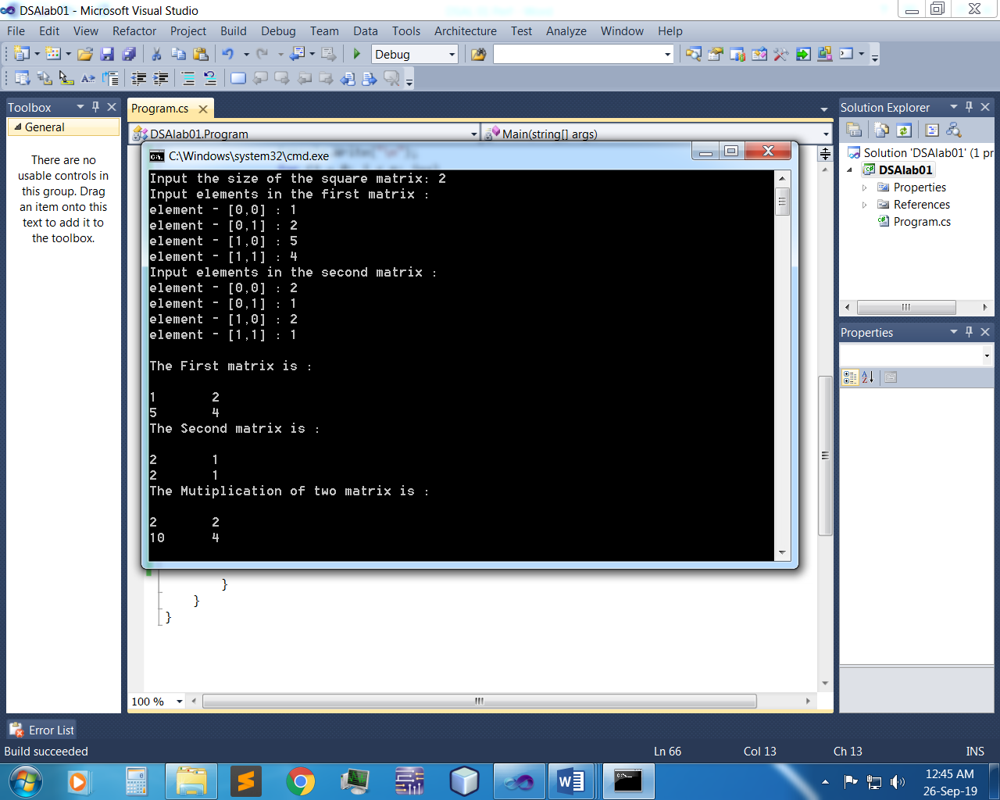 DSAlab01 - Microsoft Visual Studio
File Edit View Refactor Project Build Debug Team Data Tools Architecture Test Analyze Window Help
Debug
Toolbox
Program.cs
Solution Explorer
General
DSAlab01.Program
Main(string[] args)
There are no
usable controls in
this group. Drag
an item onto this
text to add it to
the toolbox.
Solution 'DSAlab01' (1 pr
DSAlab01
Properties
References
Program.cs
C:\Windows\system32\cmd.exe
Input the size of the square matrix: 2
Input elements in the first matrix :
element - [0,0] : 1
element - [0,1] : 2
element - [1,0] : 5
element - [1,1] : 4
Input elements in the second matrix :
element - [0,0] : 2
element - [0,1] : 1
element - [1,0] : 2
element - [1,1] : 1
The First matrix is :
1 2
5 4
The Second matrix is :
2 1
2 1
The Mutiplication of two matrix is :
2 2
10 4
Properties
}
}
}
100 %
Error List
Build succeeded
Ln 66 Col 13 Ch 13 INS
12:45 AM
26-Sep-19